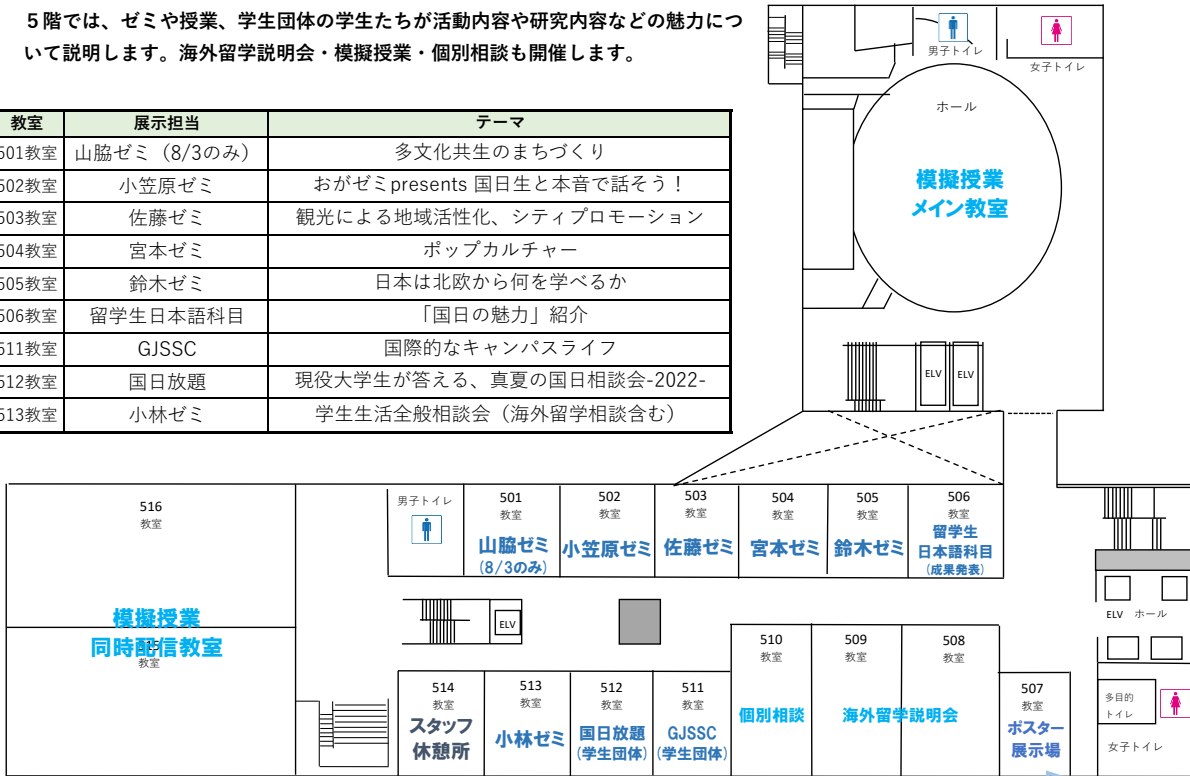 ５階では、ゼミや授業、学生団体の学生たちが活動内容や研究内容などの魅力につ
いて説明します。海外留学説明会・模擬授業・個別相談も開催します。
教室 展示担当 テーマ
501教室 山脇ゼミ（8/3のみ） 多文化共生のまちづくり
502教室 小笠原ゼミ おがゼミpresents 国日生と本音で話そう！
503教室 佐藤ゼミ 観光による地域活性化、シティプロモーション
504教室 宮本ゼミ ポップカルチャー
505教室 鈴木ゼミ 日本は北欧から何を学べるか
506教室 留学生日本語科目 「国日の魅力」紹介
511教室 GJSSC 国際的なキャンパスライフ
512教室 国日放題 現役大学生が答える、真夏の国日相談会-2022-
513教室 小林ゼミ 学生生活全般相談会（海外留学相談含む）
男子トイレ
女子トイレ
ホール
模擬授業
メイン教室
ELV
ELV
516
教室
模擬授業
同時配信教室
教室
男子トイレ
501
教室
山脇ゼミ
(8/3のみ)
502
教室
小笠原ゼミ
503
教室
佐藤ゼミ
504
教室
宮本ゼミ
505
教室
鈴木ゼミ
506
教室
留学生
日本語科目
(成果発表)
ELV
ELV ホール
514
教室
スタッフ
休憩所
513
教室
小林ゼミ
512
教室
国日放題
(学生団体)
511
教室
GJSSC
(学生団体)
510
教室
個別相談
509
教室
508
教室
海外留学説明会
507
教室
ポスター
展示場
多目的
トイレ
女子トイレ